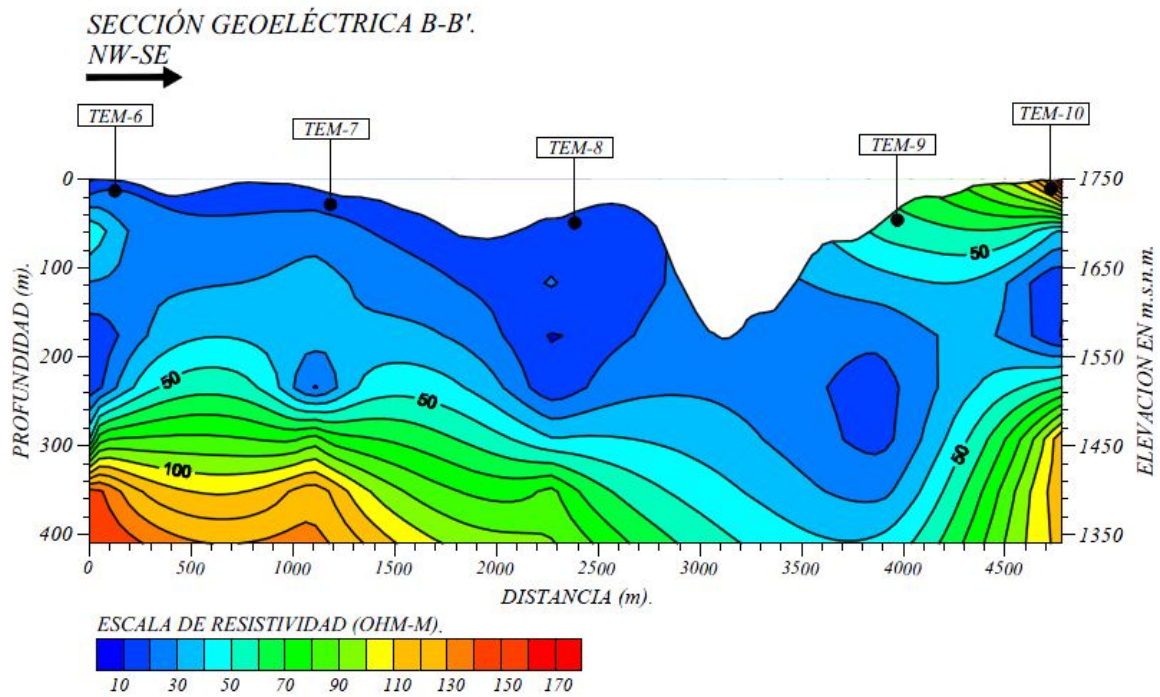 SECCIÓN GEOELÉCTRICA B-B'.
NW-SE
TEM-6
TEM-7
TEM-8
TEM-9
TEM-10
0
100
200
300
400
PROFUNDIDAD (m).
1750
1650
1550
1450
1350
ELEVACION EN m.s.n.m.
50
50
50
50
100
0 500 1000 1500 2000 2500 3000 3500 4000 4500
DISTANCIA (m).
ESCALA DE RESISTIVIDAD (OHM-M).
10 30 50 70 90 110 130 150 170